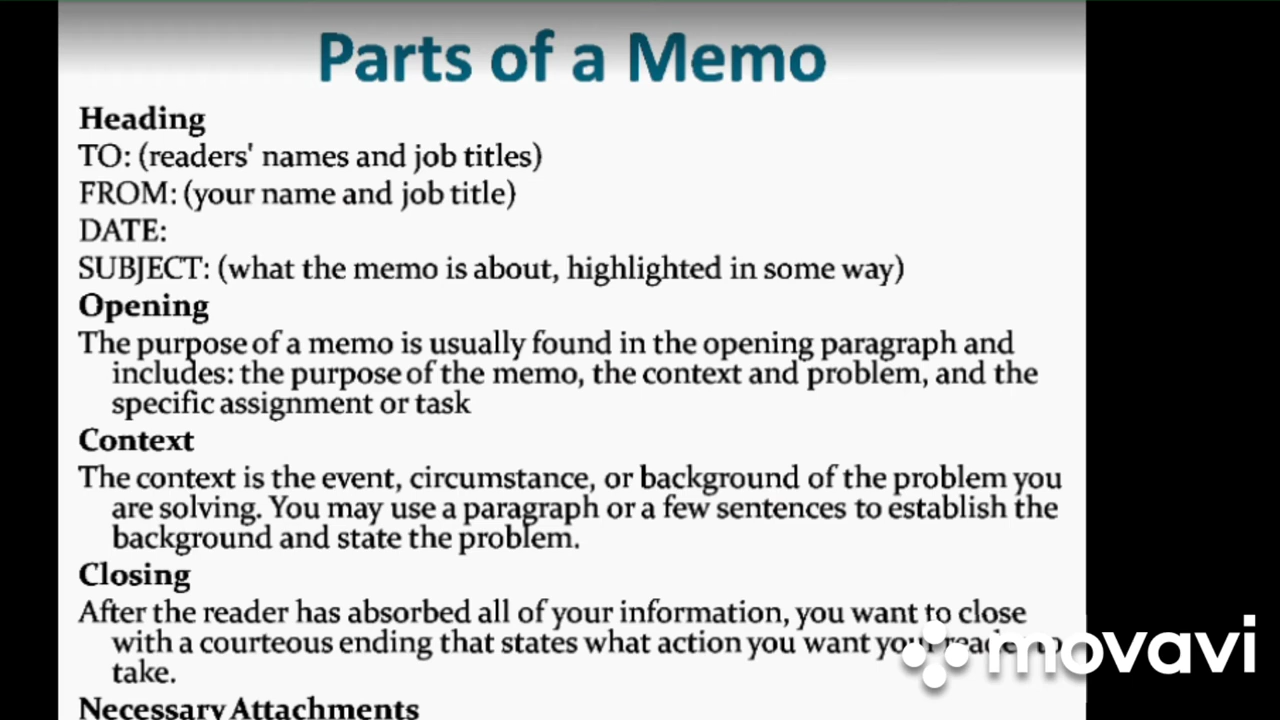 Parts of a Memo
Heading
TO: (readers' names and job titles)
FROM: (your name and job title)
DATE:
SUBJECT: (what the memo is about, highlighted in some way)
Opening
The purpose of a memo is usually found in the opening paragraph and
includes: the purpose of the memo, the context and problem, and the
specific assignment or task
Context
The context is the event, circumstance, or background of the problem you
are solving. You may use a paragraph or a few sentences to establish the
background and state the problem.
Closing
After the reader has absorbed all of your information, you want to close
with a courteous ending that states what action you want your reader to
take.
movavi
Necessary Attachments